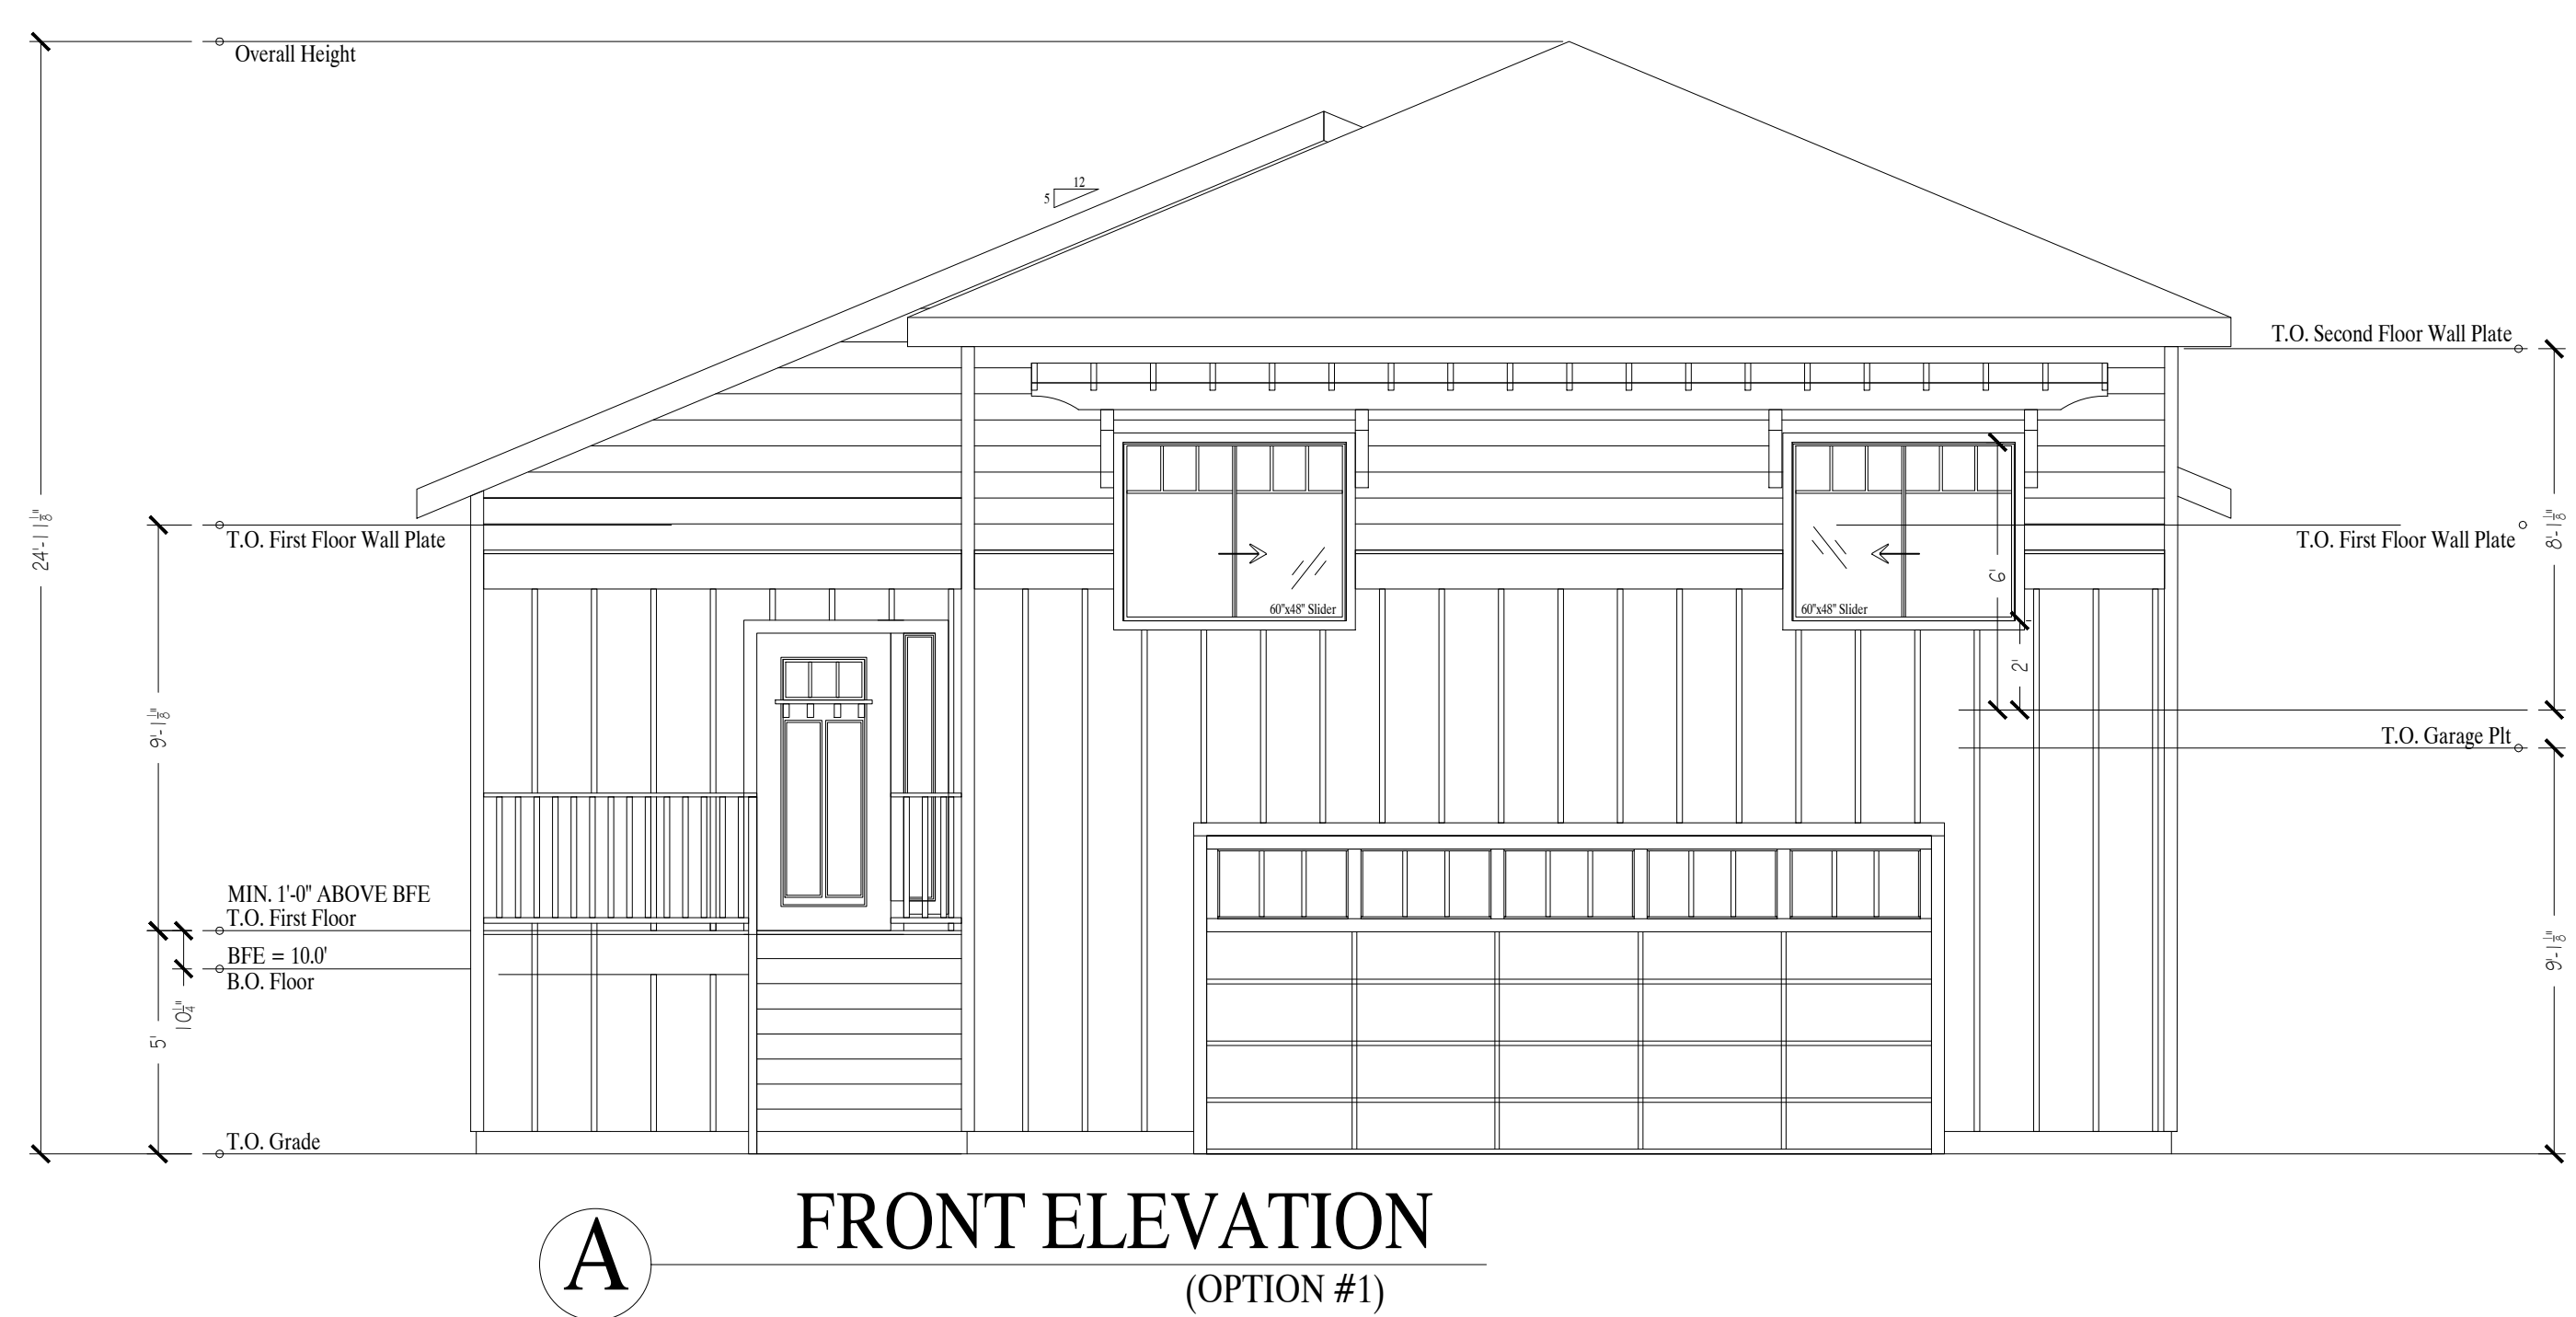 Overall Height
12
5
T.O. Second Floor Wall Plate
24'-11 1/8"
T.O. First Floor Wall Plate
T.O. First Floor Wall Plate
8'-1 1/8"
6'
60"x48" Slider
60"x48" Slider
2'
9'-1 1/8"
T.O. Garage Plt
MIN. 1'-0" ABOVE BFE
T.O. First Floor
BFE = 10.0'
B.O. Floor
10 1/4"
5'
9'-1 1/8"
T.O. Grade
A
FRONT ELEVATION
(OPTION #1)